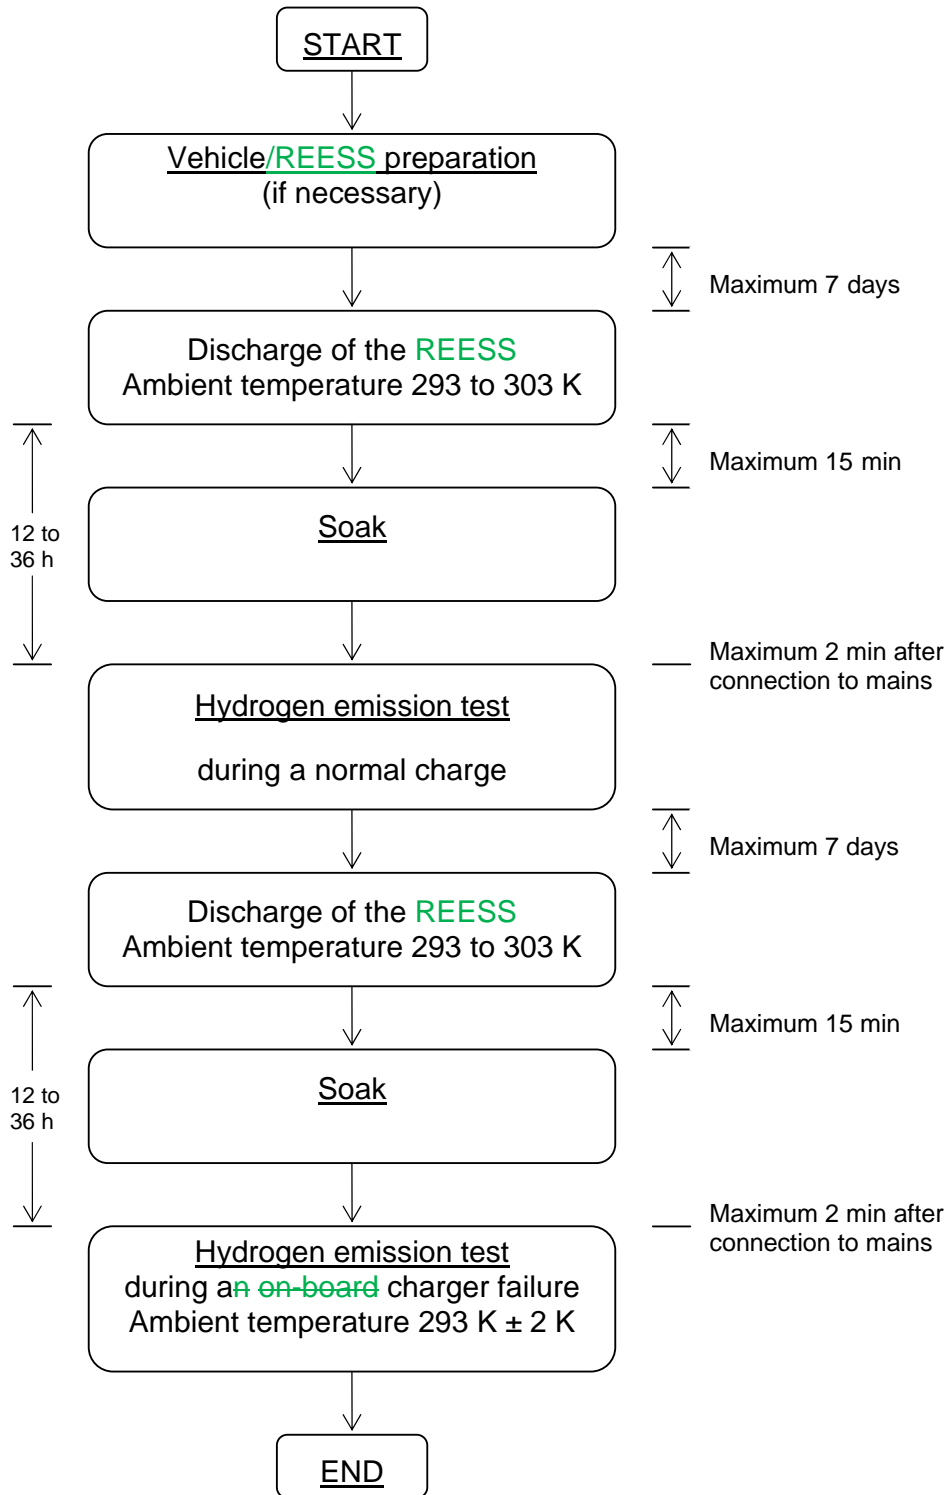 START
Vehicle/REESS preparation
(if necessary)
Maximum 7 days
Discharge of the REESS
Ambient temperature 293 to 303 K
Maximum 15 min
12 to
36 h
Soak
Maximum 2 min after
connection to mains
Hydrogen emission test
during a normal charge
Maximum 7 days
Discharge of the REESS
Ambient temperature 293 to 303 K
Maximum 15 min
12 to
36 h
Soak
Maximum 2 min after
connection to mains
Hydrogen emission test
during an on-board charger failure
Ambient temperature 293 K ± 2 K
END